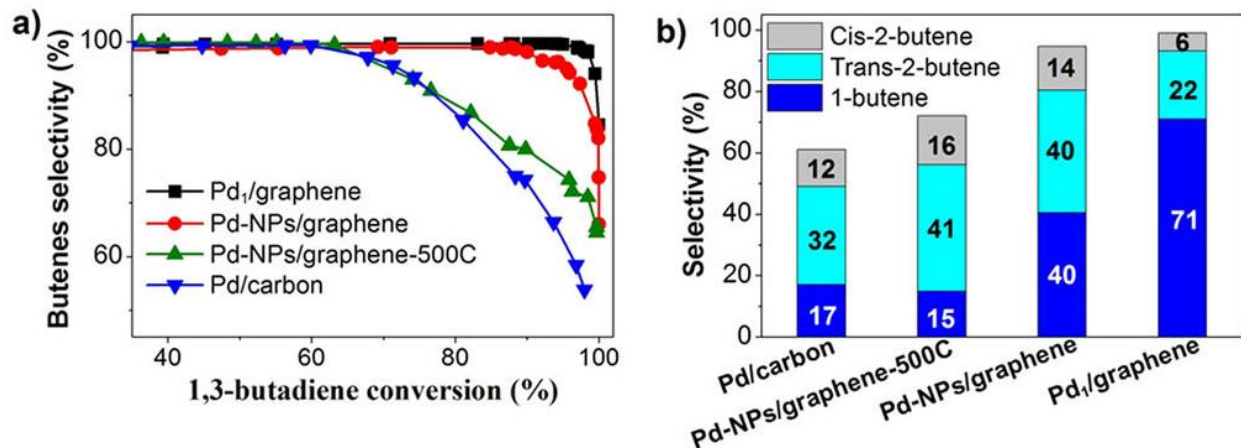 a)
Butenes selectivity (%)
100
80
60
Pd₁/graphene
Pd-NPs/graphene
Pd-NPs/graphene-500C
Pd/carbon
40
60
80
100
1,3-butadiene conversion (%)
b)
Selectivity (%)
100
80
60
40
20
0
Cis-2-butene
Trans-2-butene
1-butene
12
32
17
16
41
15
14
40
40
6
22
71
Pd/carbon
Pd-NPs/graphene-500C
Pd-NPs/graphene
Pd₁/graphene